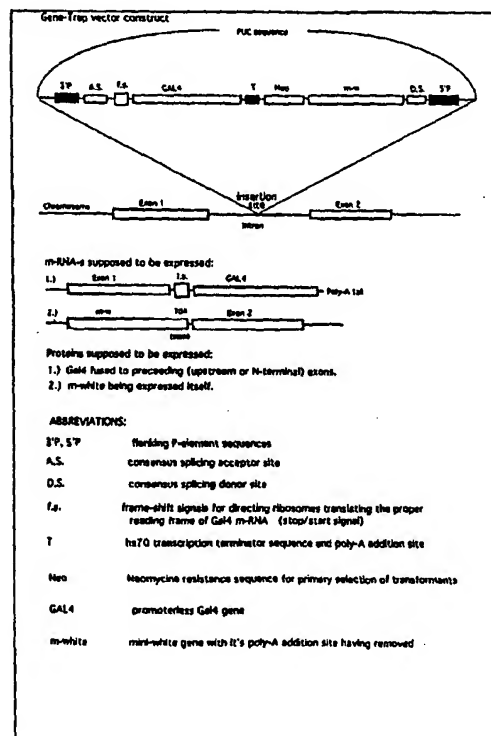 Gene-Trap vector construct
PUC sequence
3'P A.S. f.s. GAL4 T Neo m-w D.S. 5'P
insertion
site
Chromosome Exon 1 Exon 2
intron
m-RNA-s supposed to be expressed:
Exon 1 f.s. GAL4
1.) Poly-A tail
m-w TGA Exon 2
2.)
Proteins supposed to be expressed:
1.) Gal4 fused to preceeding (upstream or N-terminal) exons.
2.) m-white being expressed itself.
ABBREVIATIONS:
3'P, 5'P flanking P-element sequences
A.S. consensus splicing acceptor site
D.S. consensus splicing donor site
f.s. frame-shift signals for directing ribosomes translating the proper
reading frame of Gal4 m-RNA (stop/start signal)
T hs70 transcription terminator sequence and poly-A addition site
Neo Neomycine resistance sequence for primary selection of transformants
GAL4 promoterless Gal4 gene
m-white mini-white gene with it's poly-A addition site having removed